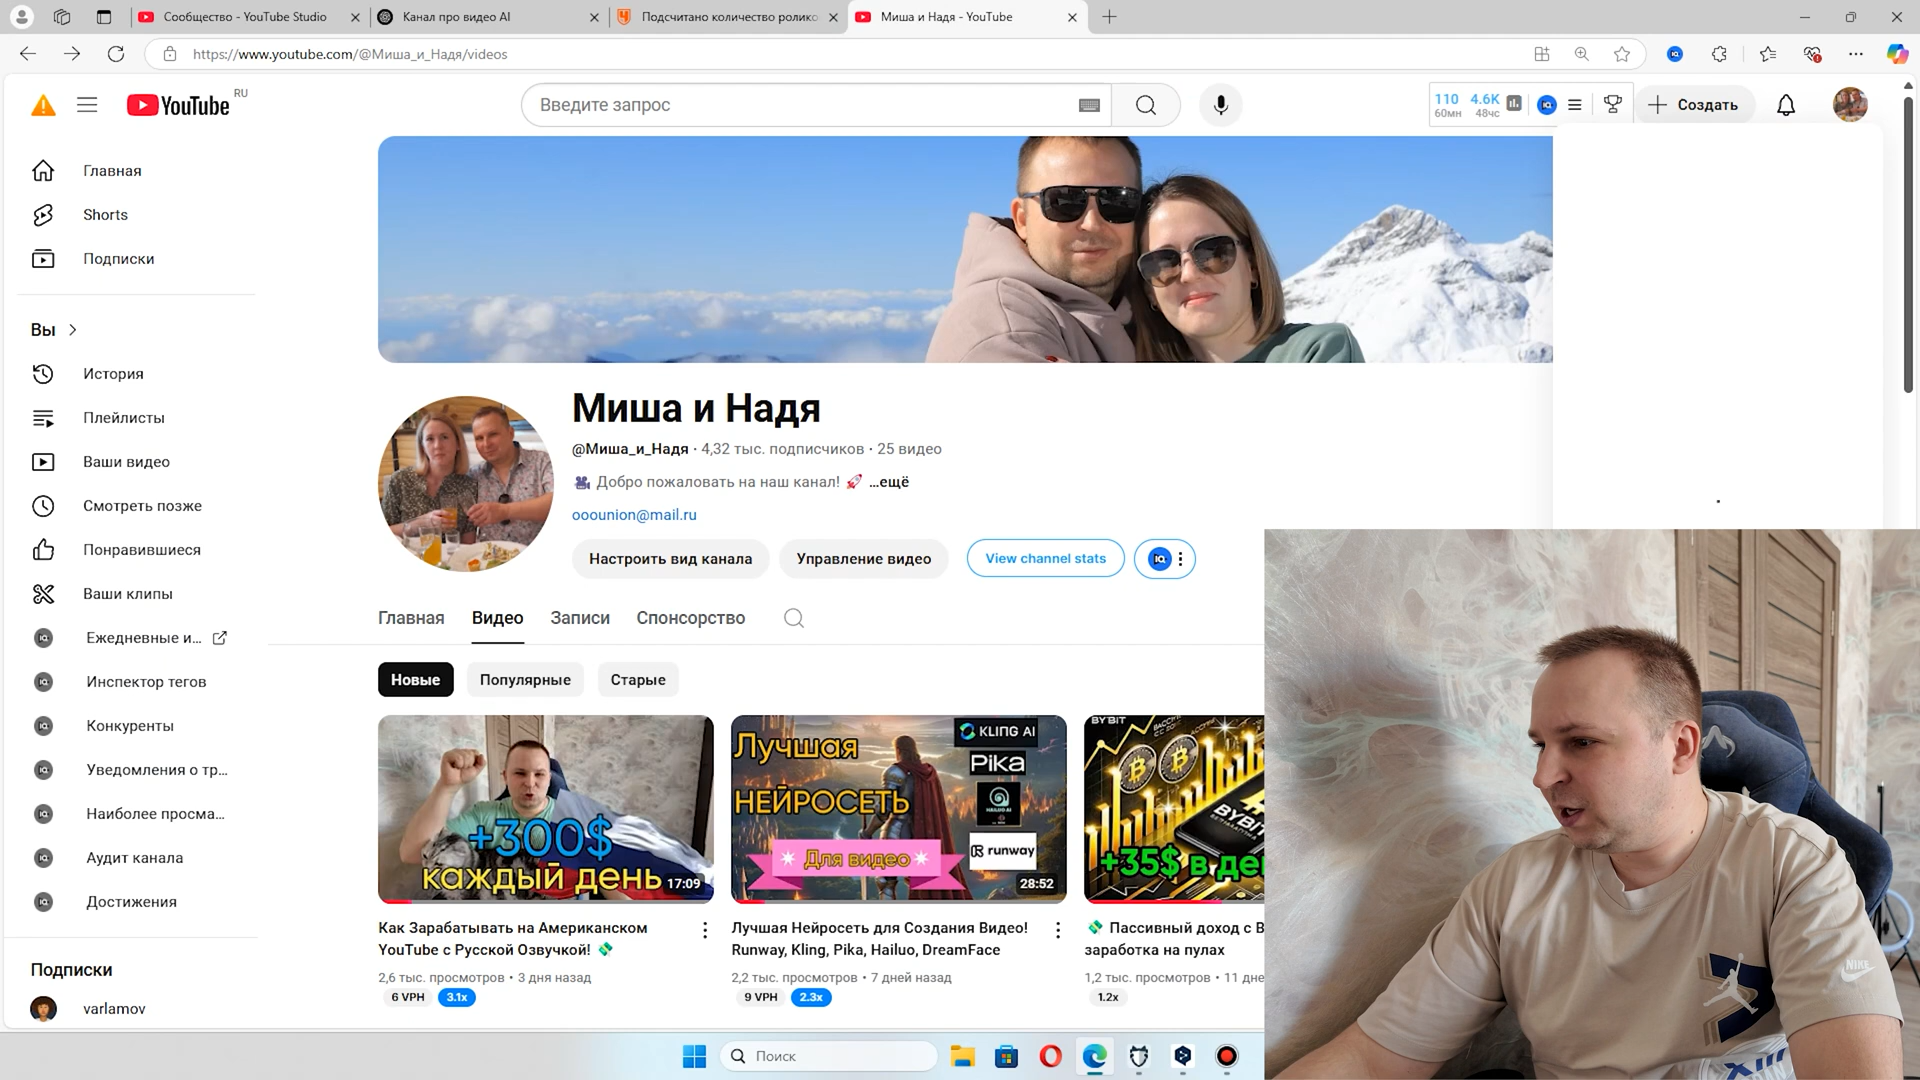 Сообщество - YouTube Studio
Канал про видео AI
Подсчитано количество ролико
Миша и Надя - YouTube
https://www.youtube.com/@Миша_и_Надя/videos
YouTube RU
Введите запрос
110 4.6K
60мн 48чс
Создать
Главная
Shorts
Подписки
Вы
История
Плейлисты
Ваши видео
Смотреть позже
Понравившиеся
Ваши клипы
Ежедневные и...
Инспектор тегов
Конкуренты
Уведомления о тр...
Наиболее просма...
Аудит канала
Достижения
Подписки
varlamov
Миша и Надя
@Миша_и_Надя · 4,32 тыс. подписчиков · 25 видео
Добро пожаловать на наш канал! ...ещё
ooounion@mail.ru
Настроить вид канала
Управление видео
View channel stats
Главная
Видео
Записи
Спонсорство
Новые
Популярные
Старые
+300$
каждый день
17:09
Лучшая
НЕЙРОСЕТЬ
Для видео
KLING AI
Pika
HAILUO AI
runway
28:52
BYBIT
BYBIT
+35$ в де
Как Зарабатывать на Американском
YouTube с Русской Озвучкой!
2,6 тыс. просмотров · 3 дня назад
6 VPH 3.1x
Лучшая Нейросеть для Создания Видео!
Runway, Kling, Pika, Hailuo, DreamFace
2,2 тыс. просмотров · 7 дней назад
9 VPH 2.3x
Пассивный доход с B
заработка на пулах
1,2 тыс. просмотров · 11 дне
1.2x
NIKE
XIII
Поиск